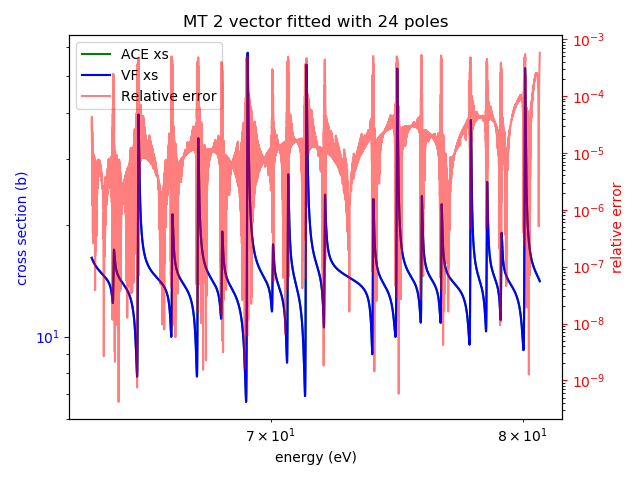 MT 2 vector fitted with 24 poles
ACE xs
VF xs
Relative error
cross section (b)
10¹
7 × 10¹
8 × 10¹
energy (eV)
10⁻³
10⁻⁴
10⁻⁵
10⁻⁶
10⁻⁷
10⁻⁸
10⁻⁹
relative error